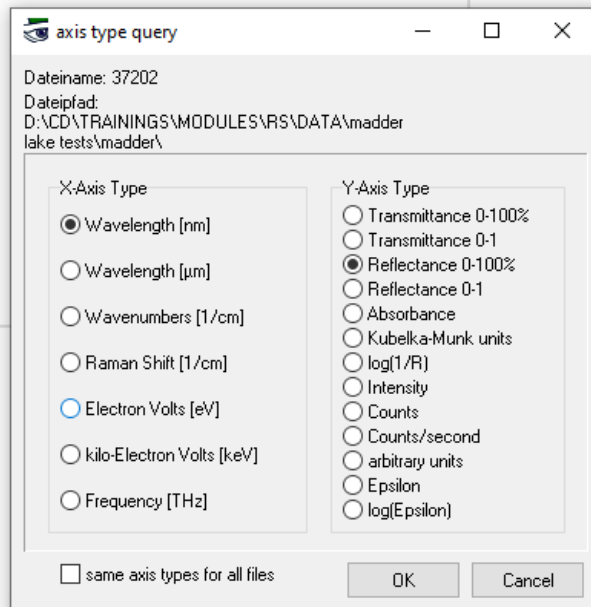 axis type query
Dateiname: 37202
Dateipfad:
D:\CD\TRAININGS\MODULES\RS\DATA\madder
lake tests\madder\
X-Axis Type
Wavelength [nm]
Wavelength [µm]
Wavenumbers [1/cm]
Raman Shift [1/cm]
Electron Volts [eV]
kilo-Electron Volts [keV]
Frequency [THz]
Y-Axis Type
Transmittance 0-100%
Transmittance 0-1
Reflectance 0-100%
Reflectance 0-1
Absorbance
Kubelka-Munk units
log(1/R)
Intensity
Counts
Counts/second
arbitrary units
Epsilon
log(Epsilon)
same axis types for all files
OK
Cancel